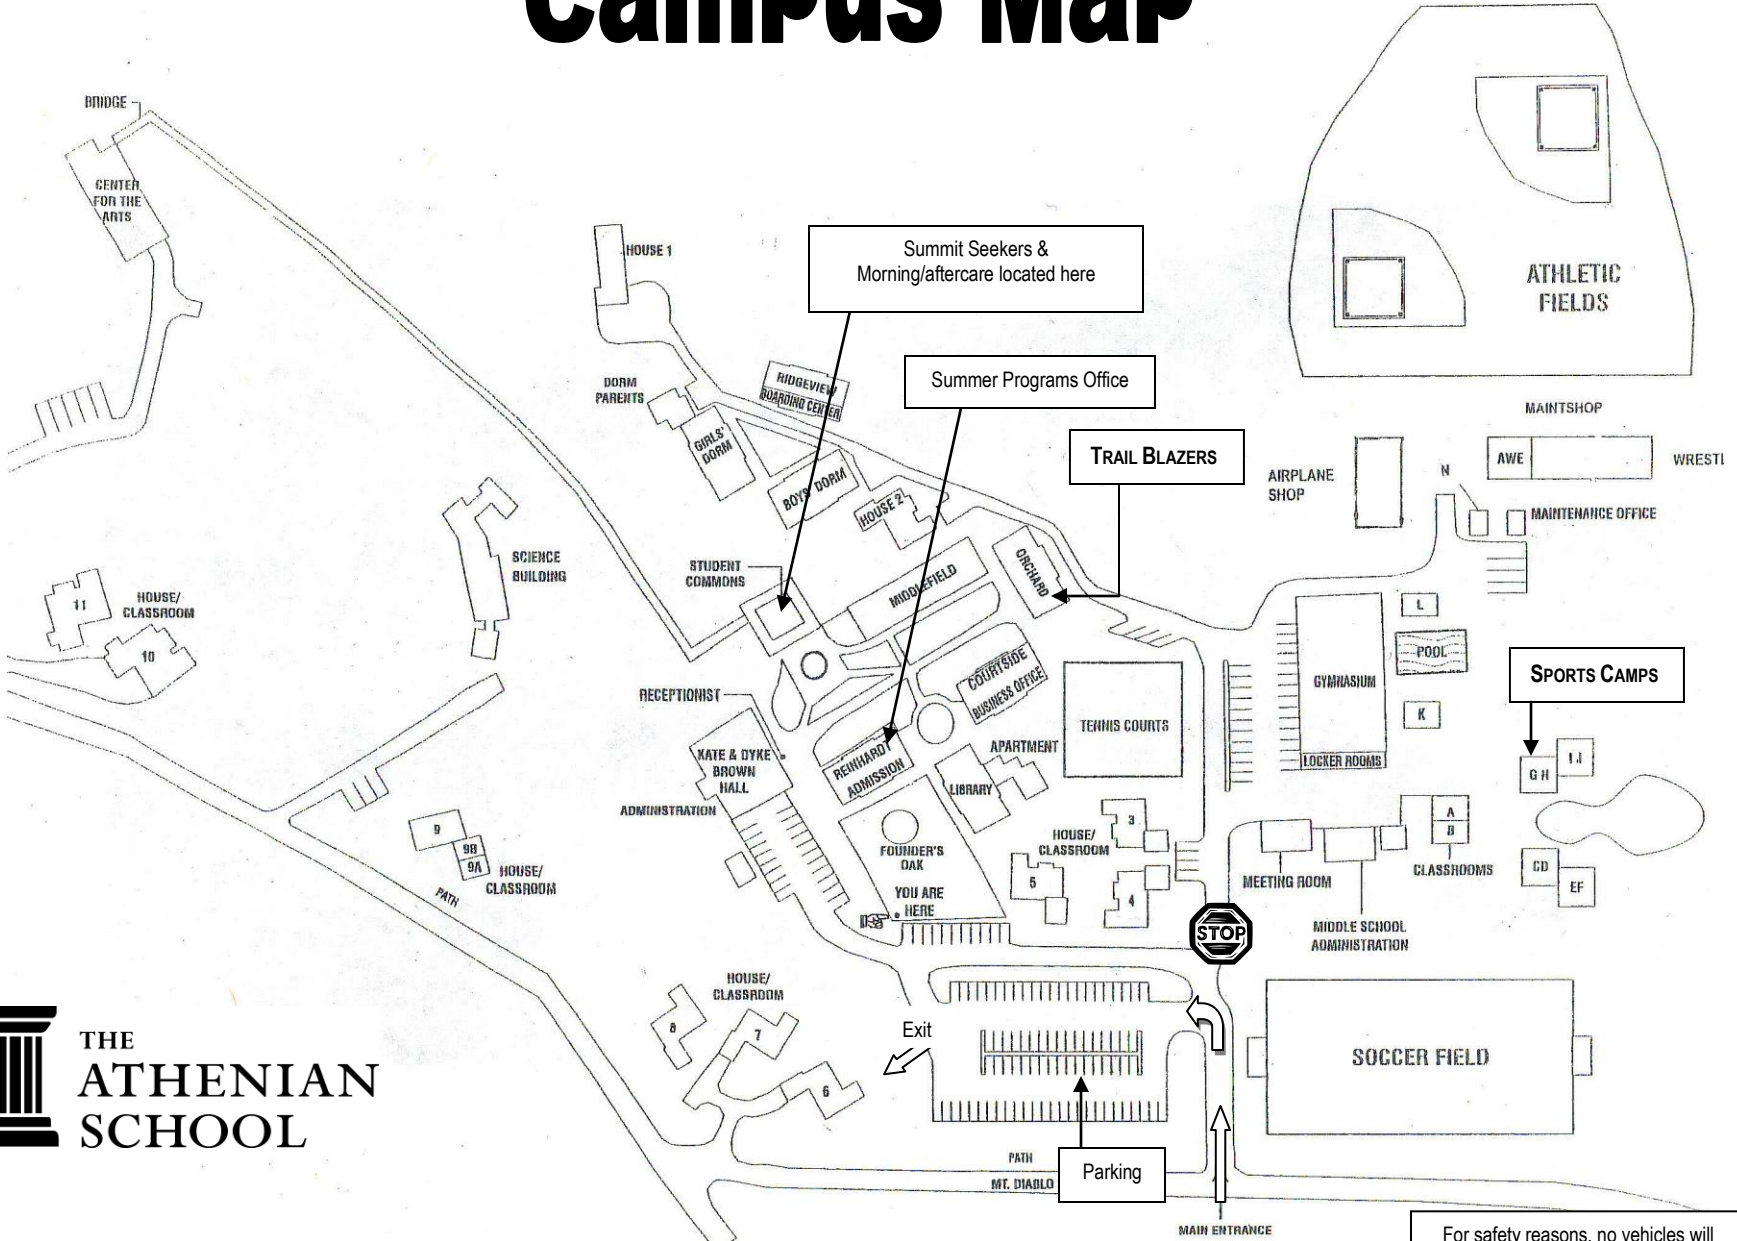 Campus Map
BRIDGE
CENTER
FOR THE
ARTS
HOUSE 1
Summit Seekers &
Morning/aftercare located here
ATHLETIC
FIELDS
DORM
PARENTS
RIDGEVIEW
BOARDING CENTER
Summer Programs Office
MAINTSHOP
GIRLS'
DORM
BOYS' DORM
HOUSE 2
TRAIL BLAZERS
AIRPLANE
SHOP
N
AWE
WRESTL
MAINTENANCE OFFICE
SCIENCE
BUILDING
STUDENT
COMMONS
MIDDLEFIELD
ORCHARD
11
HOUSE/
CLASSROOM
10
L
POOL
GYMNASIUM
K
LOCKER ROOMS
SPORTS CAMPS
RECEPTIONIST
COURTSIDE
BUSINESS OFFICE
TENNIS COURTS
KATE & DYKE
BROWN
HALL
REINHARDT
ADMISSION
APARTMENT
LIBRARY
G H
I J
ADMINISTRATION
9
9B
9A
HOUSE/
CLASSROOM
PATH
FOUNDER'S
OAK
YOU ARE
HERE
HOUSE/
CLASSROOM
3
5
4
MEETING ROOM
A
B
CLASSROOMS
CD
EF
STOP
MIDDLE SCHOOL
ADMINISTRATION
HOUSE/
CLASSROOM
8
7
6
Exit
SOCCER FIELD
THE
ATHENIAN
SCHOOL
PATH
MT. DIABLO
Parking
MAIN ENTRANCE
For safety reasons, no vehicles will